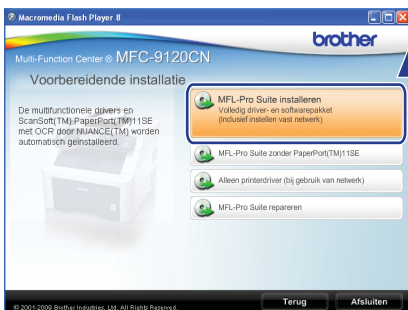 Macromedia Flash Player 8
brother
Multi-Function Center ® MFC-9120CN
Voorbereidende installatie
De multifunctionele drivers en
ScanSoft(TM) PaperPort(TM)11SE
met OCR door NUANCE(TM) worden
automatisch geïnstalleerd.
MFL-Pro Suite installeren
Volledig driver- en softwarepakket
(Inclusief instellen vast netwerk)
MFL-Pro Suite zonder PaperPort(TM)11SE
Alleen printerdriver (bij gebruik van netwerk)
MFL-Pro Suite repareren
© 2001-2009 Brother Industries, Ltd. All Rights Reserved.
Terug
Afsluiten